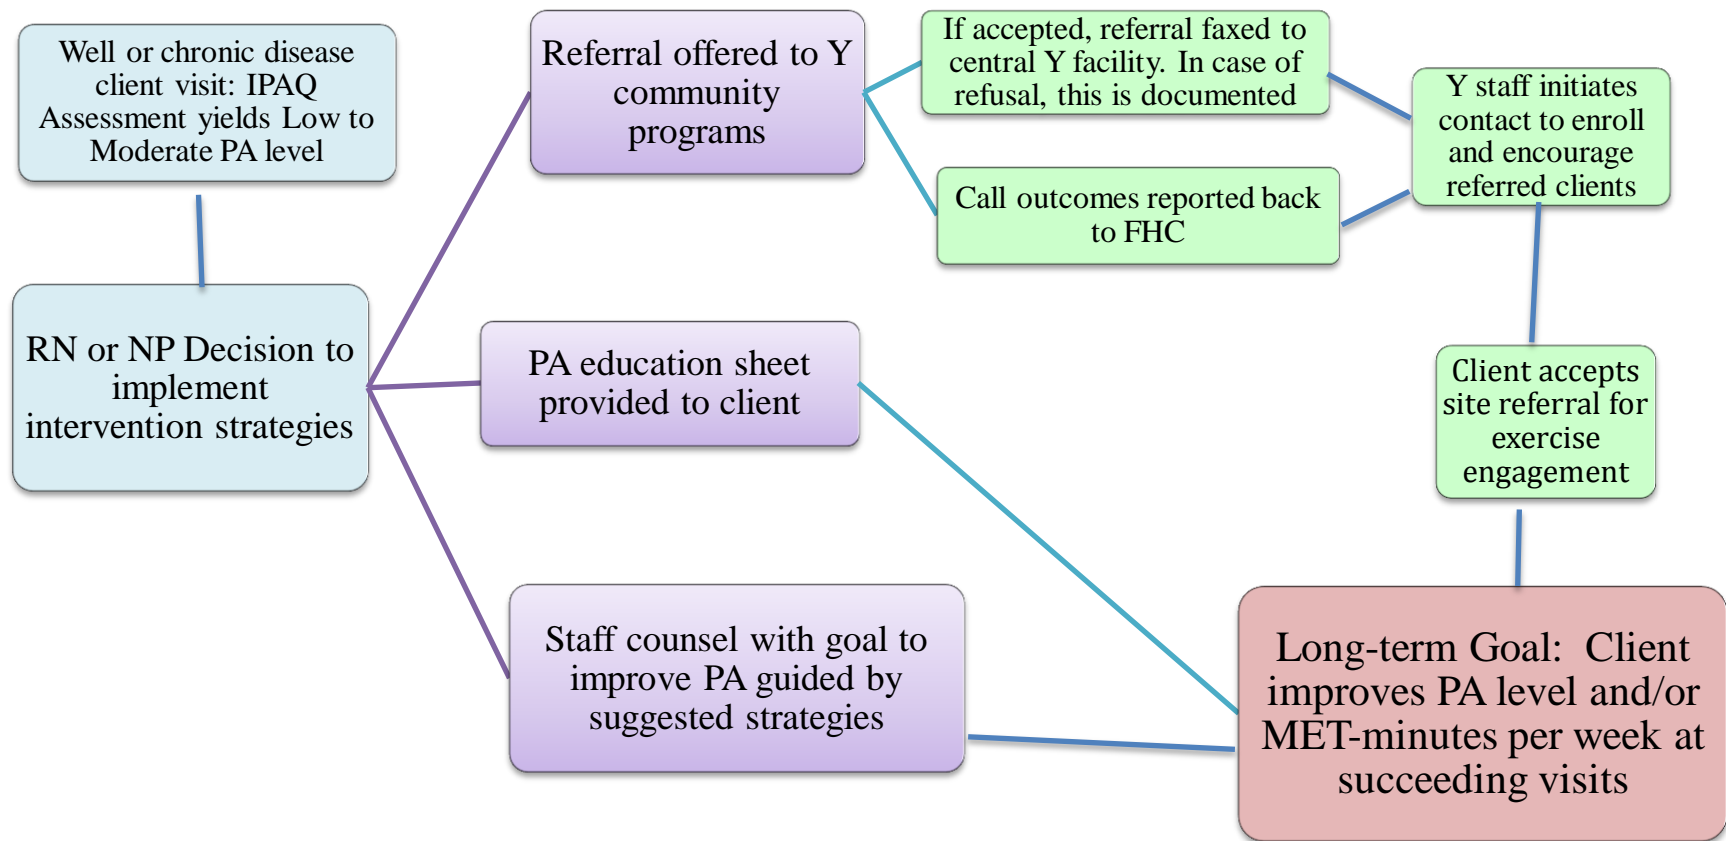 Well or chronic disease
client visit: IPAQ
Assessment yields Low to
Moderate PA level
RN or NP Decision to
implement
intervention strategies
Referral offered to Y
community
programs
PA education sheet
provided to client
Staff counsel with goal to
improve PA guided by
suggested strategies
If accepted, referral faxed to
central Y facility. In case of
refusal, this is documented
Call outcomes reported back
to FHC
Y staff initiates
contact to enroll
and encourage
referred clients
Client accepts
site referral for
exercise
engagement
Long-term Goal:  Client
improves PA level and/or
MET-minutes per week at
succeeding visits